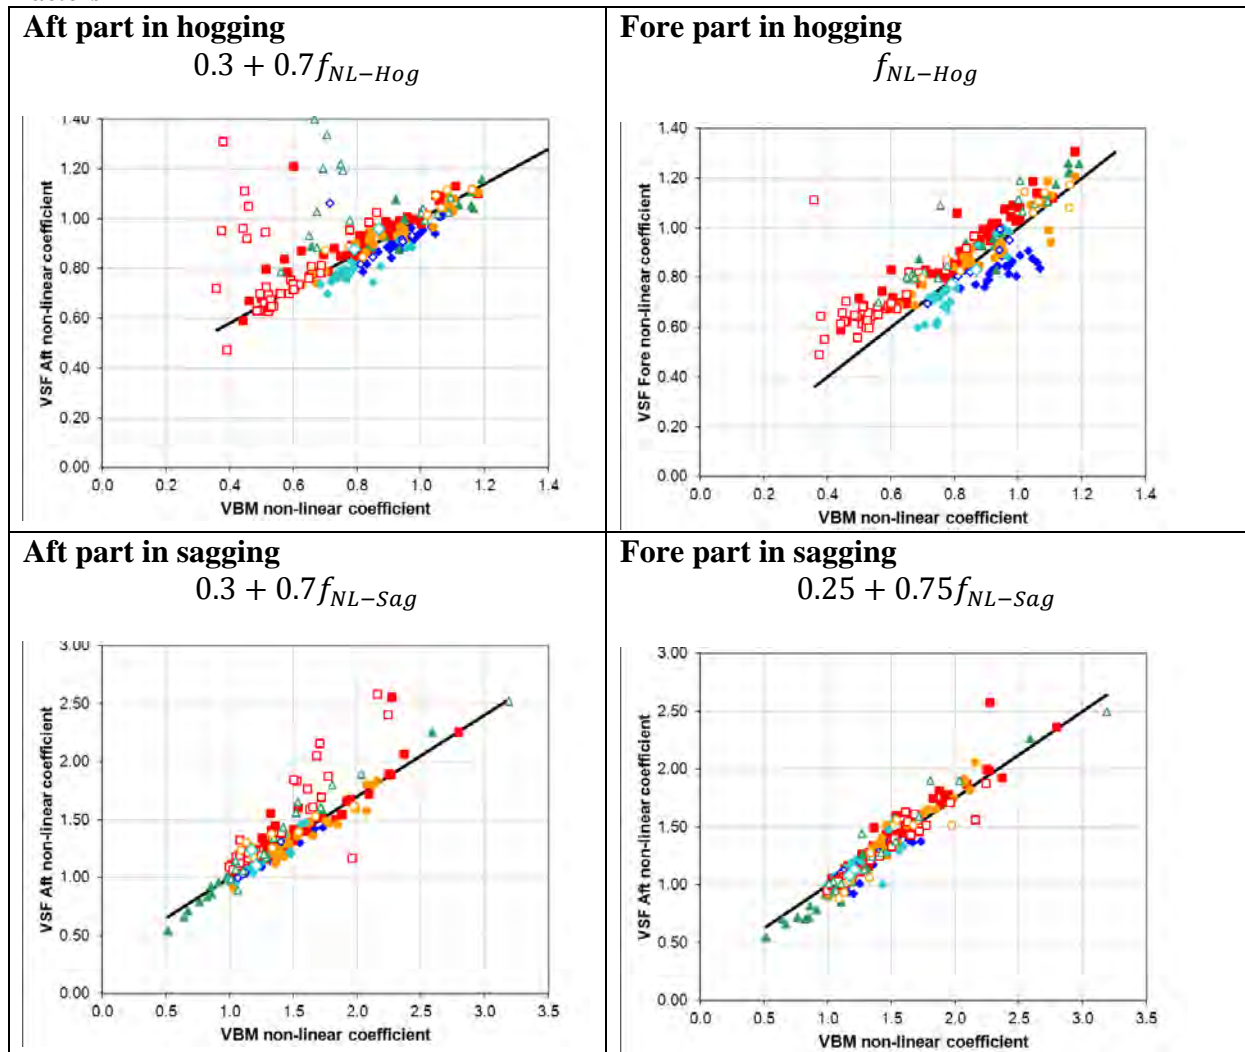 Aft part in hogging
0.3 + 0.7f_{NL−Hog}
1.40
1.20
1.00
0.80
0.60
0.40
0.20
0.00
VSF Aft non-linear coefficient
0.0 0.2 0.4 0.6 0.8 1.0 1.2 1.4
VBM non-linear coefficient
Fore part in hogging
f_{NL−Hog}
1.40
1.20
1.00
0.80
0.60
0.40
0.20
0.00
VSF Fore non-linear coefficient
0.0 0.2 0.4 0.6 0.8 1.0 1.2 1.4
VBM non-linear coefficient
Aft part in sagging
0.3 + 0.7f_{NL−Sag}
3.00
2.50
2.00
1.50
1.00
0.50
0.00
VSF Aft non-linear coefficient
0.5 1.0 1.5 2.0 2.5 3.0 3.5
VBM non-linear coefficient
Fore part in sagging
0.25 + 0.75f_{NL−Sag}
3.00
2.50
2.00
1.50
1.00
0.50
0.00
VSF Aft non-linear coefficient
0.0 0.5 1.0 1.5 2.0 2.5 3.0 3.5
VBM non-linear coefficient